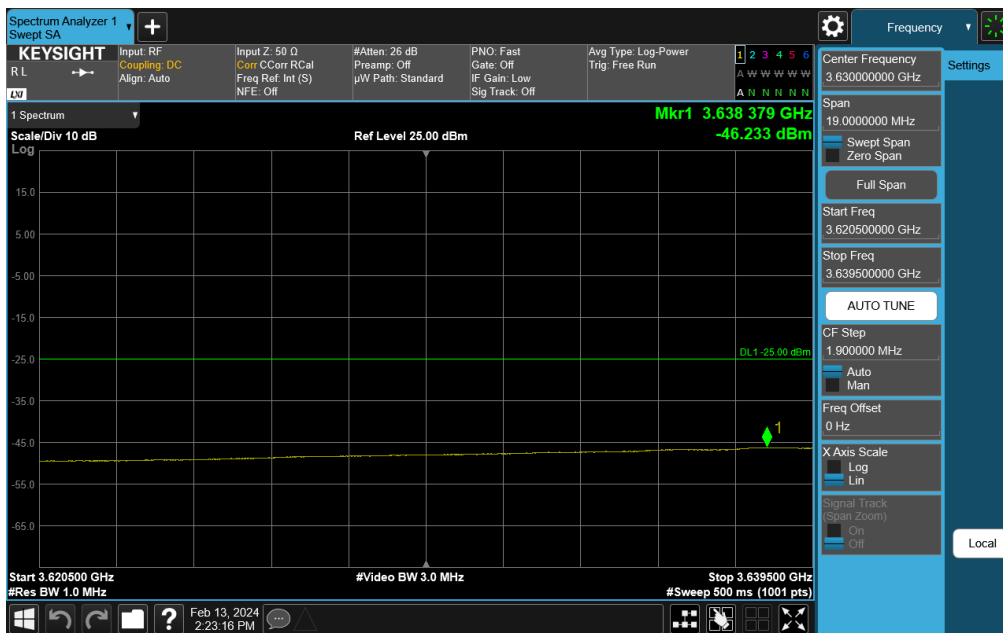 Spectrum Analyzer 1
Swept SA
Frequency
KEYSIGHT
R L
LXI
Input: RF
Coupling: DC
Align: Auto
Input Z: 50 Ω
Corr CCorr RCal
Freq Ref: Int (S)
NFE: Off
#Atten: 26 dB
Preamp: Off
µW Path: Standard
PNO: Fast
Gate: Off
IF Gain: Low
Sig Track: Off
Avg Type: Log-Power
Trig: Free Run
1 2 3 4 5 6
A W W W W W
A N N N N N
1 Spectrum
Scale/Div 10 dB
Log
Ref Level 25.00 dBm
Mkr1 3.638 379 GHz
-46.233 dBm
15.0
5.00
-5.00
-15.0
-25.0
-35.0
-45.0
-55.0
-65.0
DL1 -25.00 dBm
1
Start 3.620500 GHz
#Res BW 1.0 MHz
#Video BW 3.0 MHz
Stop 3.639500 GHz
#Sweep 500 ms (1001 pts)
Center Frequency
3.630000000 GHz
Span
19.0000000 MHz
Swept Span
Zero Span
Full Span
Start Freq
3.620500000 GHz
Stop Freq
3.639500000 GHz
AUTO TUNE
CF Step
1.900000 MHz
Auto
Man
Freq Offset
0 Hz
X Axis Scale
Log
Lin
Signal Track
(Span Zoom)
On
Off
Settings
Local
?
Feb 13, 2024
2:23:16 PM